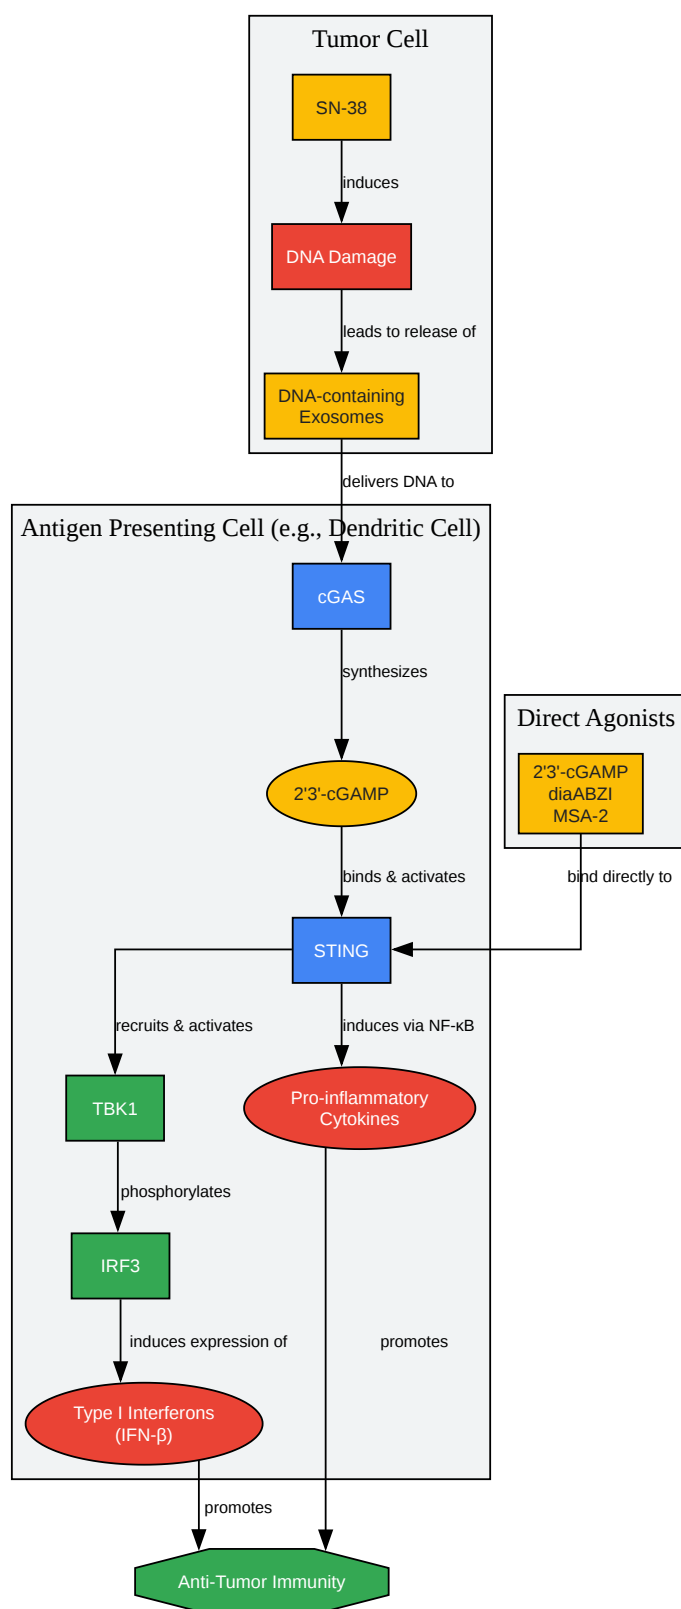 Tumor Cell
SN-38
induces
DNA Damage
leads to release of
DNA-containing
Exosomes
delivers DNA to
Antigen Presenting Cell (e.g., Dendritic Cell)
cGAS
synthesizes
Direct Agonists
2'3'-cGAMP
2'3'-cGAMP
diaABZI
MSA-2
binds & activates
bind directly to
STING
recruits & activates
induces via NF-κB
TBK1
Pro-inflammatory
Cytokines
phosphorylates
IRF3
induces expression of
promotes
Type I Interferons
(IFN-β)
promotes
Anti-Tumor Immunity